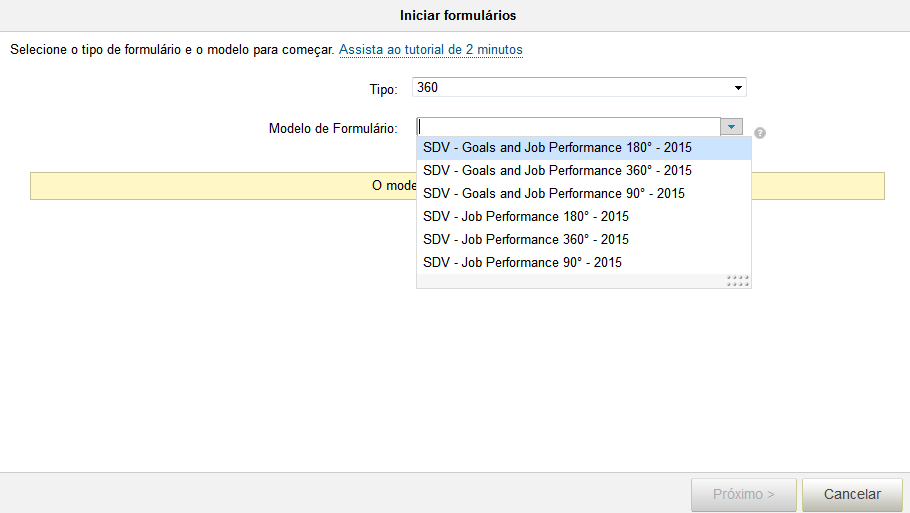 Iniciar formulários
Selecione o tipo de formulário e o modelo para começar. Assista ao tutorial de 2 minutos
Tipo: 360
Modelo de Formulário: ?
SDV - Goals and Job Performance 180° - 2015
SDV - Goals and Job Performance 360° - 2015
O
SDV - Goals and Job Performance 90° - 2015
SDV - Job Performance 180° - 2015
SDV - Job Performance 360° - 2015
SDV - Job Performance 90° - 2015
Próximo > Cancelar